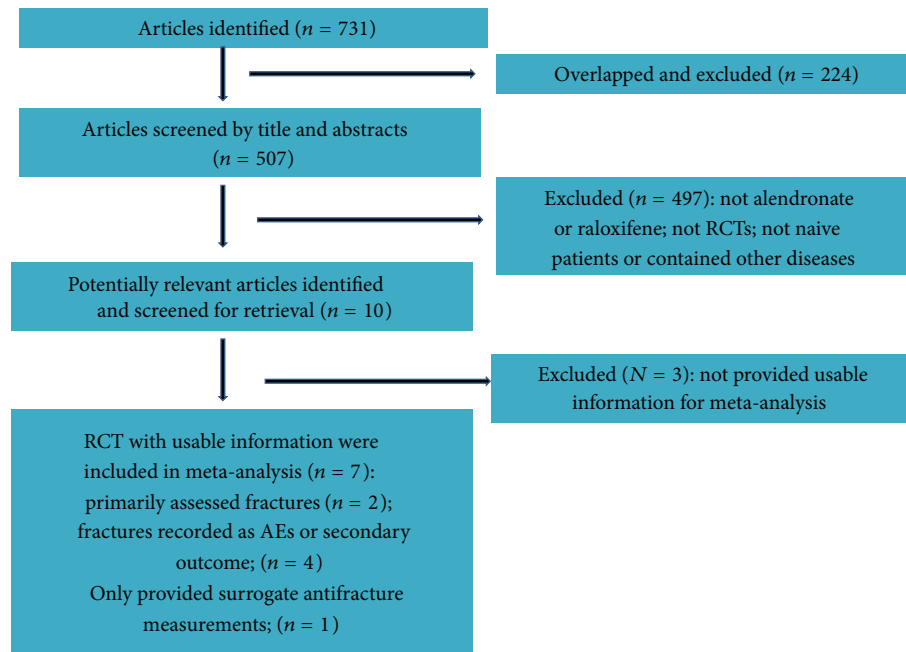 Articles identified (n = 731)
Overlapped and excluded (n = 224)
Articles screened by title and abstracts
(n = 507)
Excluded (n = 497): not alendronate
or raloxifene; not RCTs; not naive
patients or contained other diseases
Potentially relevant articles identified
and screened for retrieval (n = 10)
Excluded (N = 3): not provided usable
information for meta-analysis
RCT with usable information were
included in meta-analysis (n = 7):
primarily assessed fractures (n = 2);
fractures recorded as AEs or secondary
outcome; (n = 4)
Only provided surrogate antifracture
measurements; (n = 1)